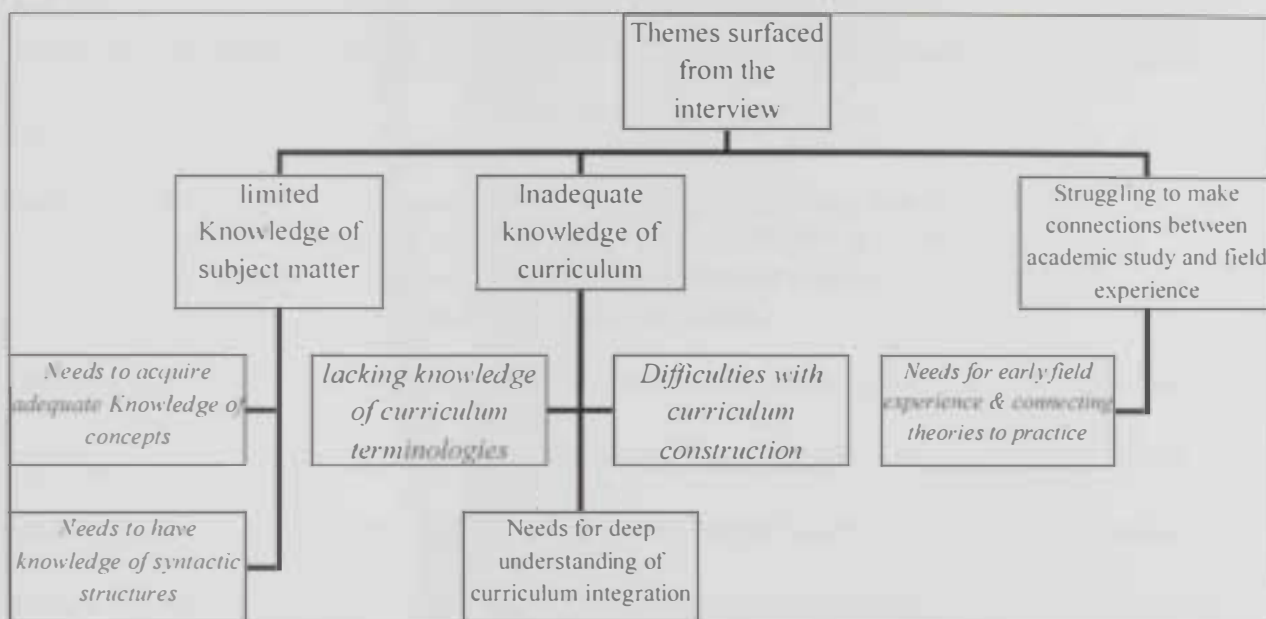 Themes surfaced
from the
interview
limited
Knowledge of
subject matter
Inadequate
knowledge of
curriculum
Struggling to make
connections between
academic study and field
experience
Needs to acquire
adequate Knowledge of
concepts
lacking knowledge
of curriculum
terminologies
Difficulties with
curriculum
construction
Needs for early field
experience & connecting
theories to practice
Needs to have
knowledge of syntactic
structures
Needs for deep
understanding of
curriculum integration